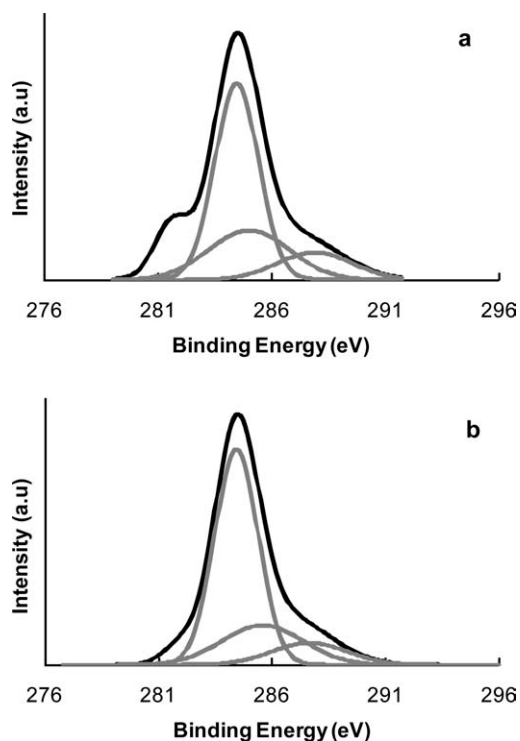 a
Intensity (a.u)
276 281 286 291 296
Binding Energy (eV)
b
Intensity (a.u)
276 281 286 291 296
Binding Energy (eV)